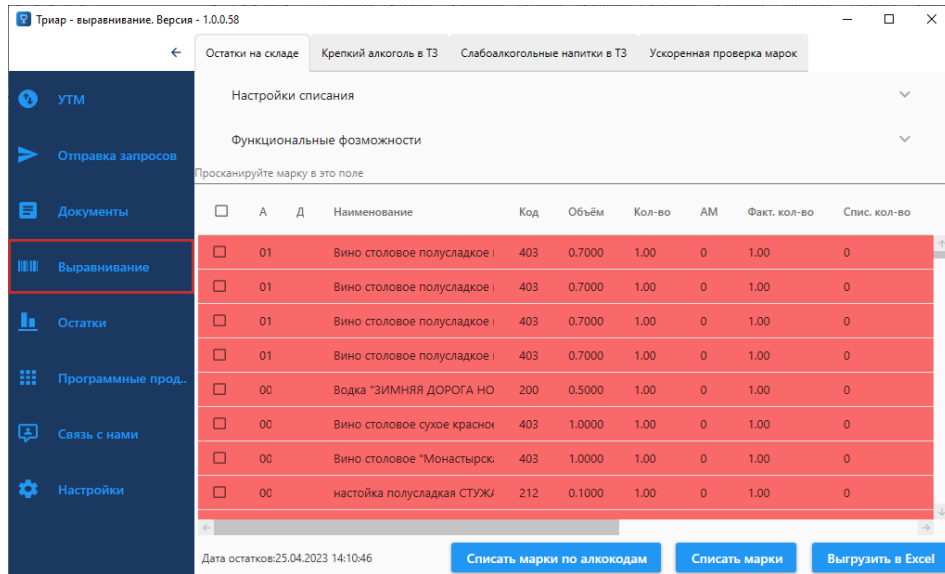 Триар - выравнивание. Версия - 1.0.0.58
Остатки на складе Крепкий алкоголь в ТЗ Слабоалкогольные напитки в ТЗ Ускоренная проверка марок
УТМ
Отправка запросов
Документы
Выравнивание
Остатки
Программные прод..
Связь с нами
Настройки
Настройки списания
Функциональные фозможности
Просканируйте марку в это поле
А Д Наименование Код Объём Кол-во АМ Факт. кол-во Спис. кол-во
01 Вино столовое полусладкое 403 0.7000 1.00 0 1.00 0
01 Вино столовое полусладкое 403 0.7000 1.00 0 1.00 0
01 Вино столовое полусладкое 403 0.7000 1.00 0 1.00 0
01 Вино столовое полусладкое 403 0.7000 1.00 0 1.00 0
00 Водка "ЗИМНЯЯ ДОРОГА НО 200 0.5000 1.00 0 1.00 0
00 Вино столовое сухое красное 403 1.0000 1.00 0 1.00 0
00 Вино столовое "Монастырска 403 1.0000 1.00 0 1.00 0
00 настойка полусладкая СТУЖА 212 0.1000 1.00 0 1.00 0
Дата остатков:25.04.2023 14:10:46 Списать марки по алкокодам Списать марки Выгрузить в Excel